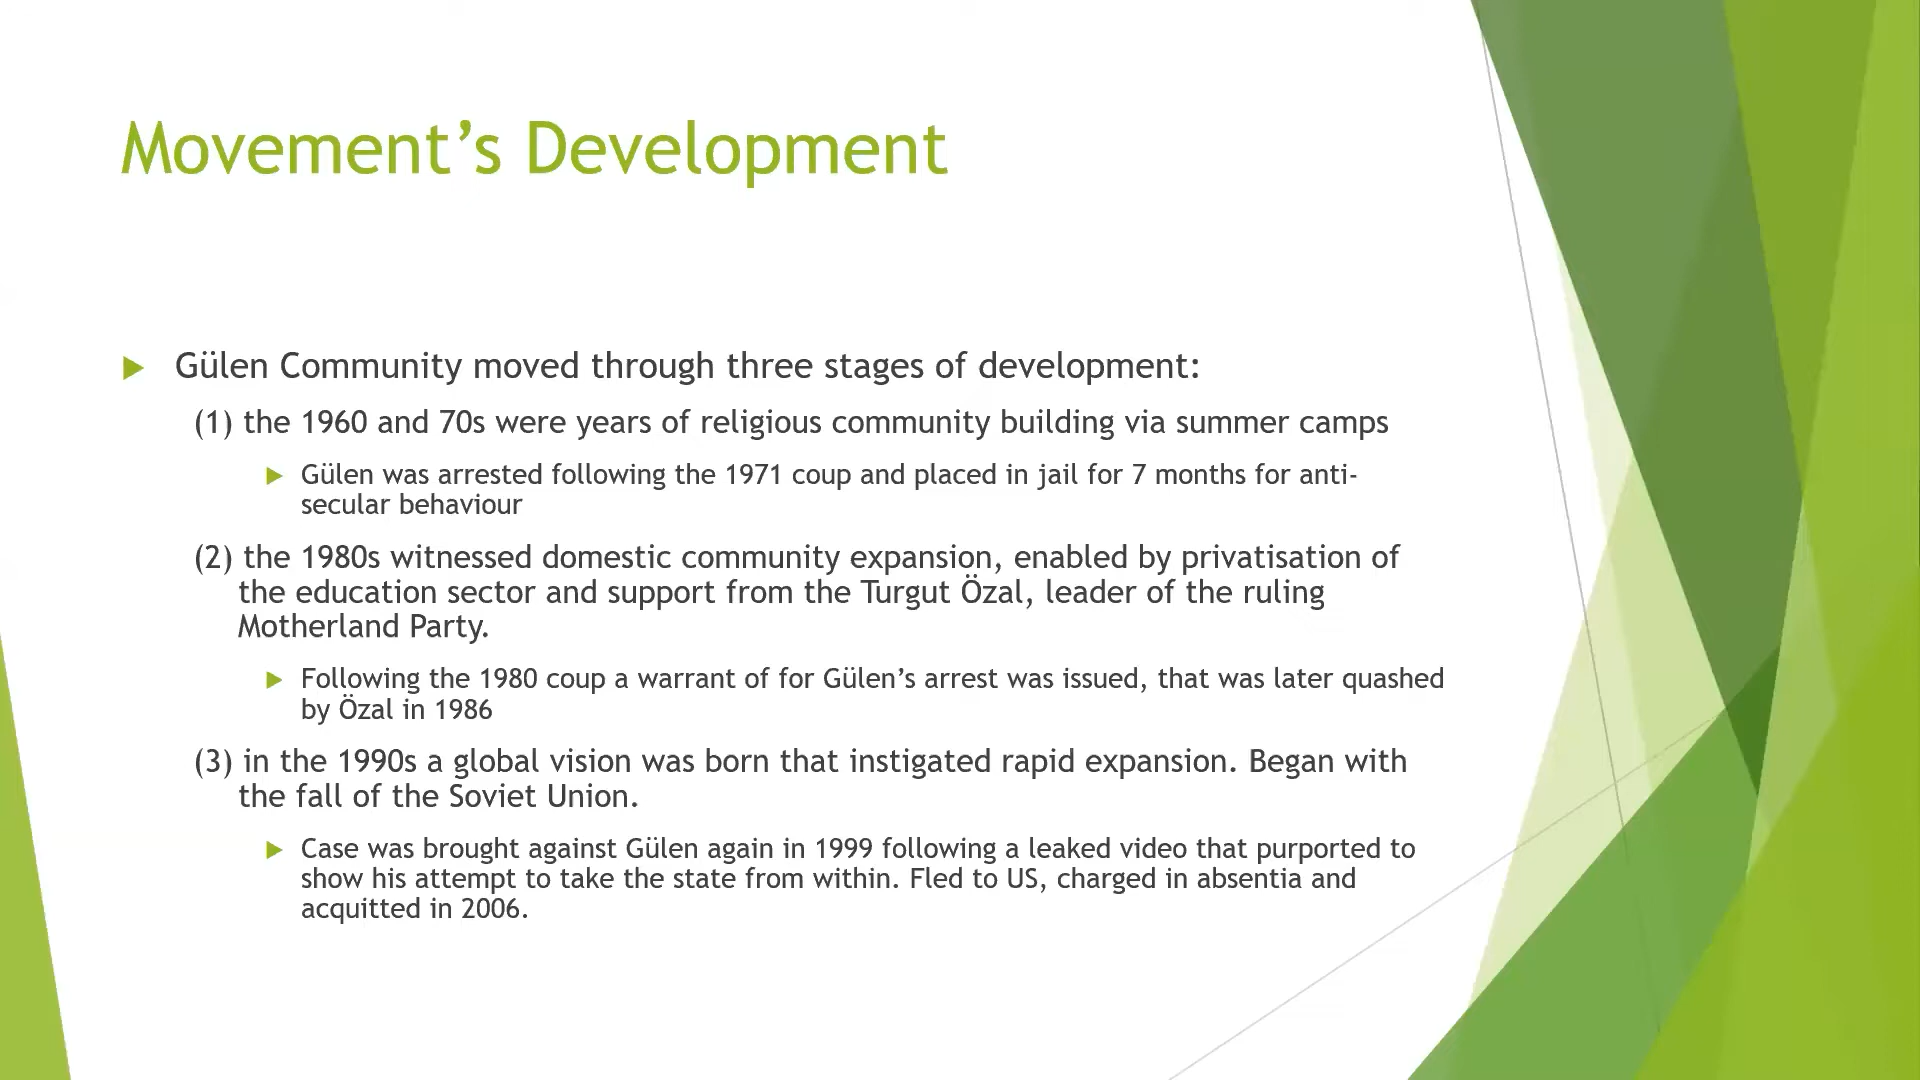 Movement’s Development
Gülen Community moved through three stages of development:
(1) the 1960 and 70s were years of religious community building via summer camps
Gülen was arrested following the 1971 coup and placed in jail for 7 months for anti-
secular behaviour
(2) the 1980s witnessed domestic community expansion, enabled by privatisation of
the education sector and support from the Turgut Özal, leader of the ruling
Motherland Party.
Following the 1980 coup a warrant of for Gülen’s arrest was issued, that was later quashed
by Özal in 1986
(3) in the 1990s a global vision was born that instigated rapid expansion. Began with
the fall of the Soviet Union.
Case was brought against Gülen again in 1999 following a leaked video that purported to
show his attempt to take the state from within. Fled to US, charged in absentia and
acquitted in 2006.